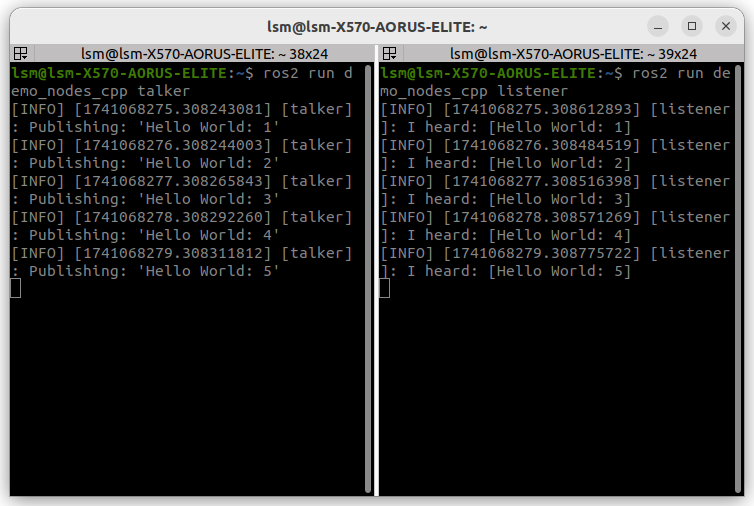 lsm@lsm-X570-AORUS-ELITE: ~
lsm@lsm-X570-AORUS-ELITE: ~ 38x24
lsm@lsm-X570-AORUS-ELITE:~$ ros2 run d
emo_nodes_cpp talker
[INFO] [1741068275.308243081] [talker]
: Publishing: 'Hello World: 1'
[INFO] [1741068276.308244003] [talker]
: Publishing: 'Hello World: 2'
[INFO] [1741068277.308265843] [talker]
: Publishing: 'Hello World: 3'
[INFO] [1741068278.308292260] [talker]
: Publishing: 'Hello World: 4'
[INFO] [1741068279.308311812] [talker]
: Publishing: 'Hello World: 5'
lsm@lsm-X570-AORUS-ELITE: ~ 39x24
lsm@lsm-X570-AORUS-ELITE:~$ ros2 run de
mo_nodes_cpp listener
[INFO] [1741068275.308612893] [listener
]: I heard: [Hello World: 1]
[INFO] [1741068276.308484519] [listener
]: I heard: [Hello World: 2]
[INFO] [1741068277.308516398] [listener
]: I heard: [Hello World: 3]
[INFO] [1741068278.308571269] [listener
]: I heard: [Hello World: 4]
[INFO] [1741068279.308775722] [listener
]: I heard: [Hello World: 5]